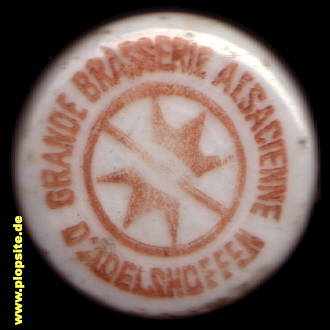 GRANDE BRASSERIE ALSACIENNE
D'ADELSHOFFEN
www.plopsite.de